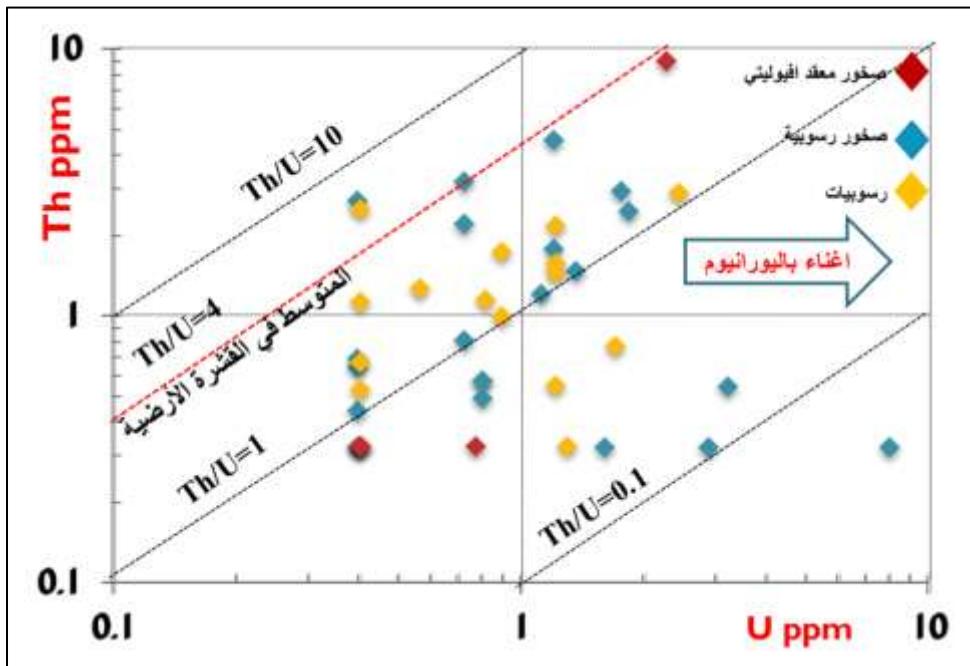 10
صخور معقد افيوليتي
Th/U=10
صخور رسوبية
Th ppm
رسوبيات
اغناء باليورانيوم
1
Th/U=4
المتوسط في القشرة الارضية
Th/U=1
Th/U=0.1
0.1
0.1
1
U ppm
10